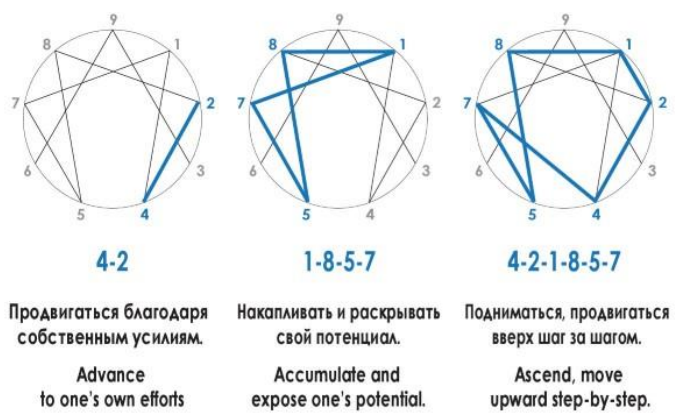 9
8
1
7
2
6
3
5
4
9
8
1
7
2
6
3
5
4
9
8
1
7
2
6
3
5
4
4-2
Продвигаться благодаря
собственным усилиям.
Advance
to one's own efforts
1-8-5-7
Накапливать и раскрывать
свой потенциал.
Accumulate and
expose one's potential.
4-2-1-8-5-7
Подниматься, продвигаться
вверх шаг за шагом.
Ascend, move
upward step-by-step.